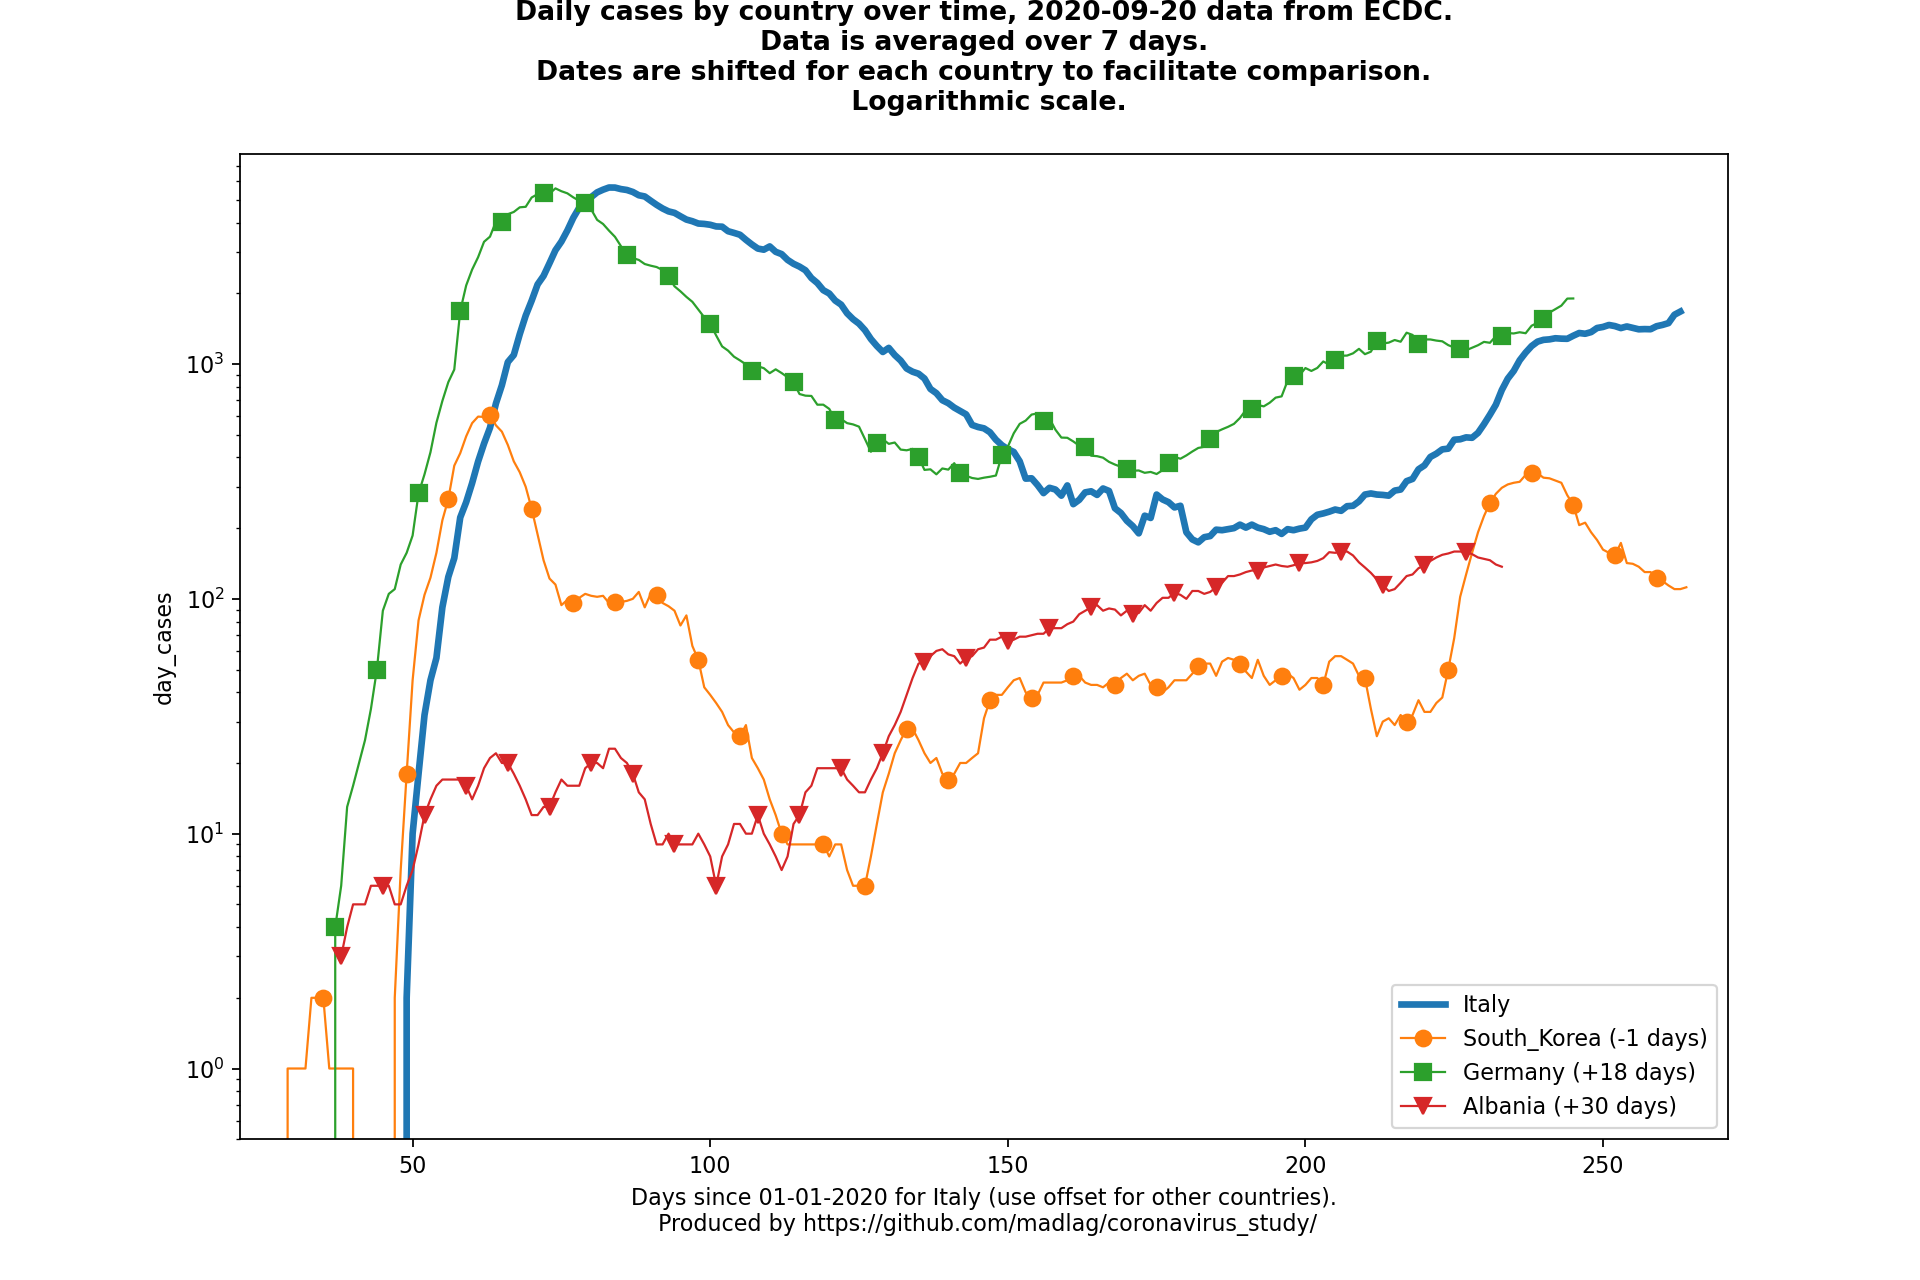 Daily cases by country over time, 2020-09-20 data from ECDC.
Data is averaged over 7 days.
Dates are shifted for each country to facilitate comparison.
Logarithmic scale.
day_cases
10³
10²
10¹
10⁰
50 100 150 200 250
Italy
South_Korea (-1 days)
Germany (+18 days)
Albania (+30 days)
Days since 01-01-2020 for Italy (use offset for other countries).
Produced by https://github.com/madlag/coronavirus_study/